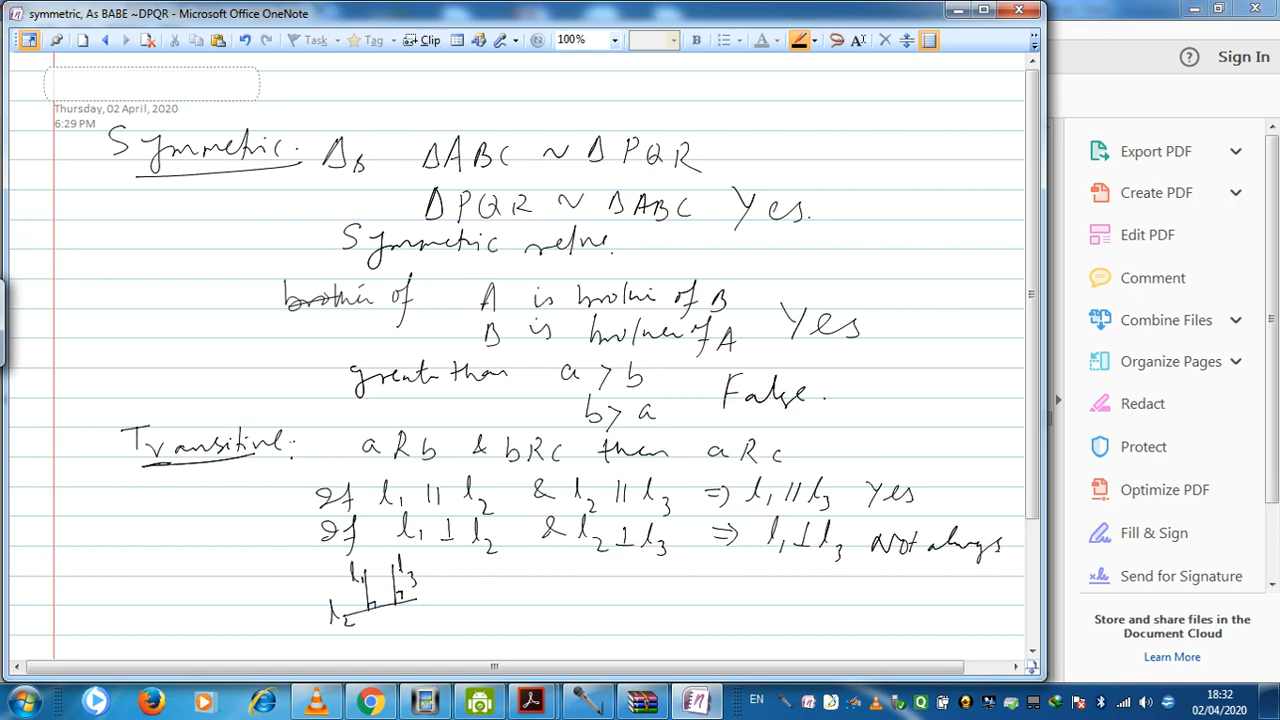 symmetric, As BABE ~DPQR - Microsoft Office OneNote
Task Tag Clip 100% B A A
Sign In
Thursday, 02 April, 2020
6:29 PM
Symmetric. Δs ΔABC ~ ΔPQR
ΔPQR ~ ΔABC Yes.
Symmetric
brother of A is brother of B
B is brother of A Yes
greater than a > b
b > a False.
Transitive: aRb & bRc then aRc
If l1 || l2 & l2 || l3 ⇒ l1 || l3 Yes
If l1 ⊥ l2 & l2 ⊥ l3 ⇒ l1 ⊥ l3 Not always
l1 l3
l2
Export PDF
Create PDF
Edit PDF
Comment
Combine Files
Organize Pages
Redact
Protect
Optimize PDF
Fill & Sign
Send for Signature
Store and share files in the
Document Cloud
Learn More
EN
18:32
02/04/2020